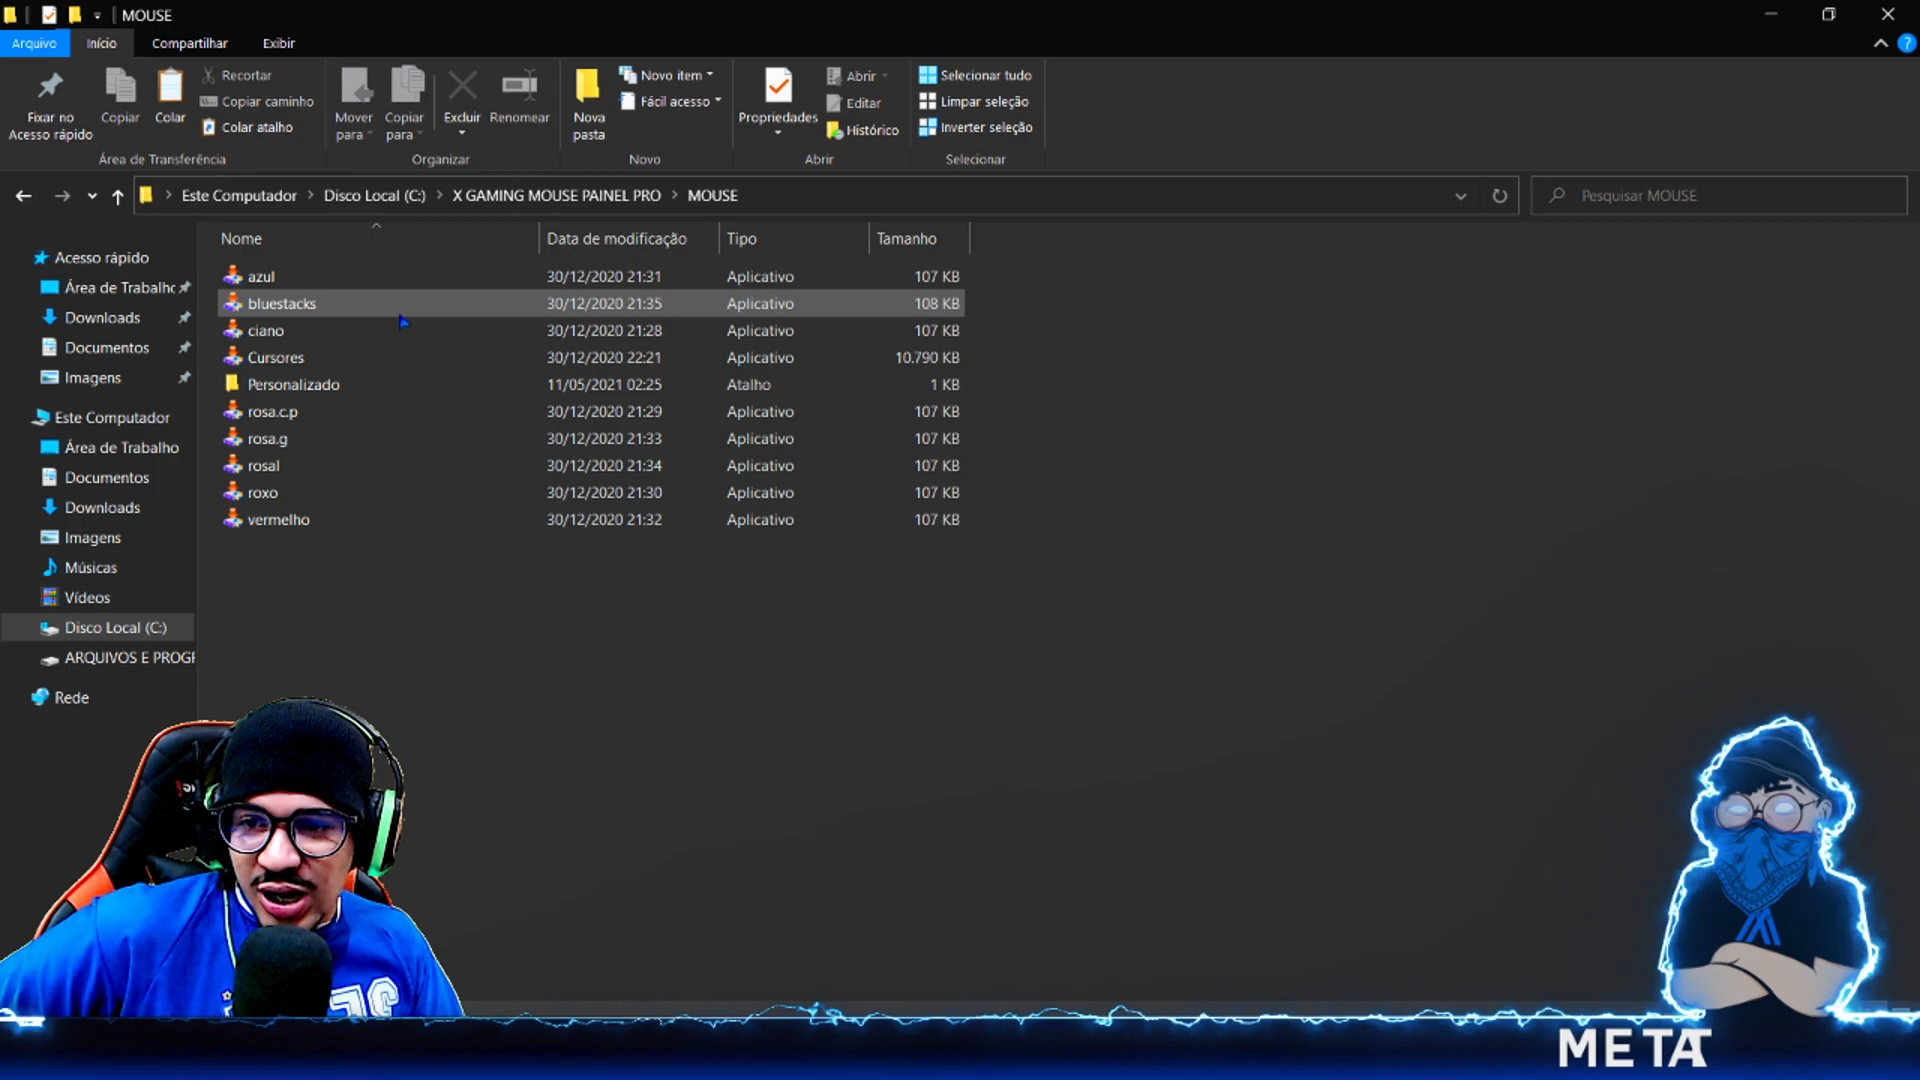 MOUSE
Arquivo Início Compartilhar Exibir
Fixar no Acesso rápido
Copiar
Colar
Recortar
Copiar caminho
Colar atalho
Área de Transferência
Mover para
Copiar para
Excluir
Renomear
Organizar
Nova pasta
Novo item
Fácil acesso
Novo
Propriedades
Abrir
Editar
Histórico
Abrir
Selecionar tudo
Limpar seleção
Inverter seleção
Selecionar
Este Computador > Disco Local (C:) > X GAMING MOUSE PAINEL PRO > MOUSE
Pesquisar MOUSE
Acesso rápido
Área de Trabalho
Downloads
Documentos
Imagens
Este Computador
Área de Trabalho
Documentos
Downloads
Imagens
Músicas
Vídeos
Disco Local (C:)
ARQUIVOS E PROGR
Rede
Nome Data de modificação Tipo Tamanho
azul 30/12/2020 21:31 Aplicativo 107 KB
bluestacks 30/12/2020 21:35 Aplicativo 108 KB
ciano 30/12/2020 21:28 Aplicativo 107 KB
Cursores 30/12/2020 22:21 Aplicativo 10.790 KB
Personalizado 11/05/2021 02:25 Atalho 1 KB
rosa.c.p 30/12/2020 21:29 Aplicativo 107 KB
rosa.g 30/12/2020 21:33 Aplicativo 107 KB
rosal 30/12/2020 21:34 Aplicativo 107 KB
roxo 30/12/2020 21:30 Aplicativo 107 KB
vermelho 30/12/2020 21:32 Aplicativo 107 KB